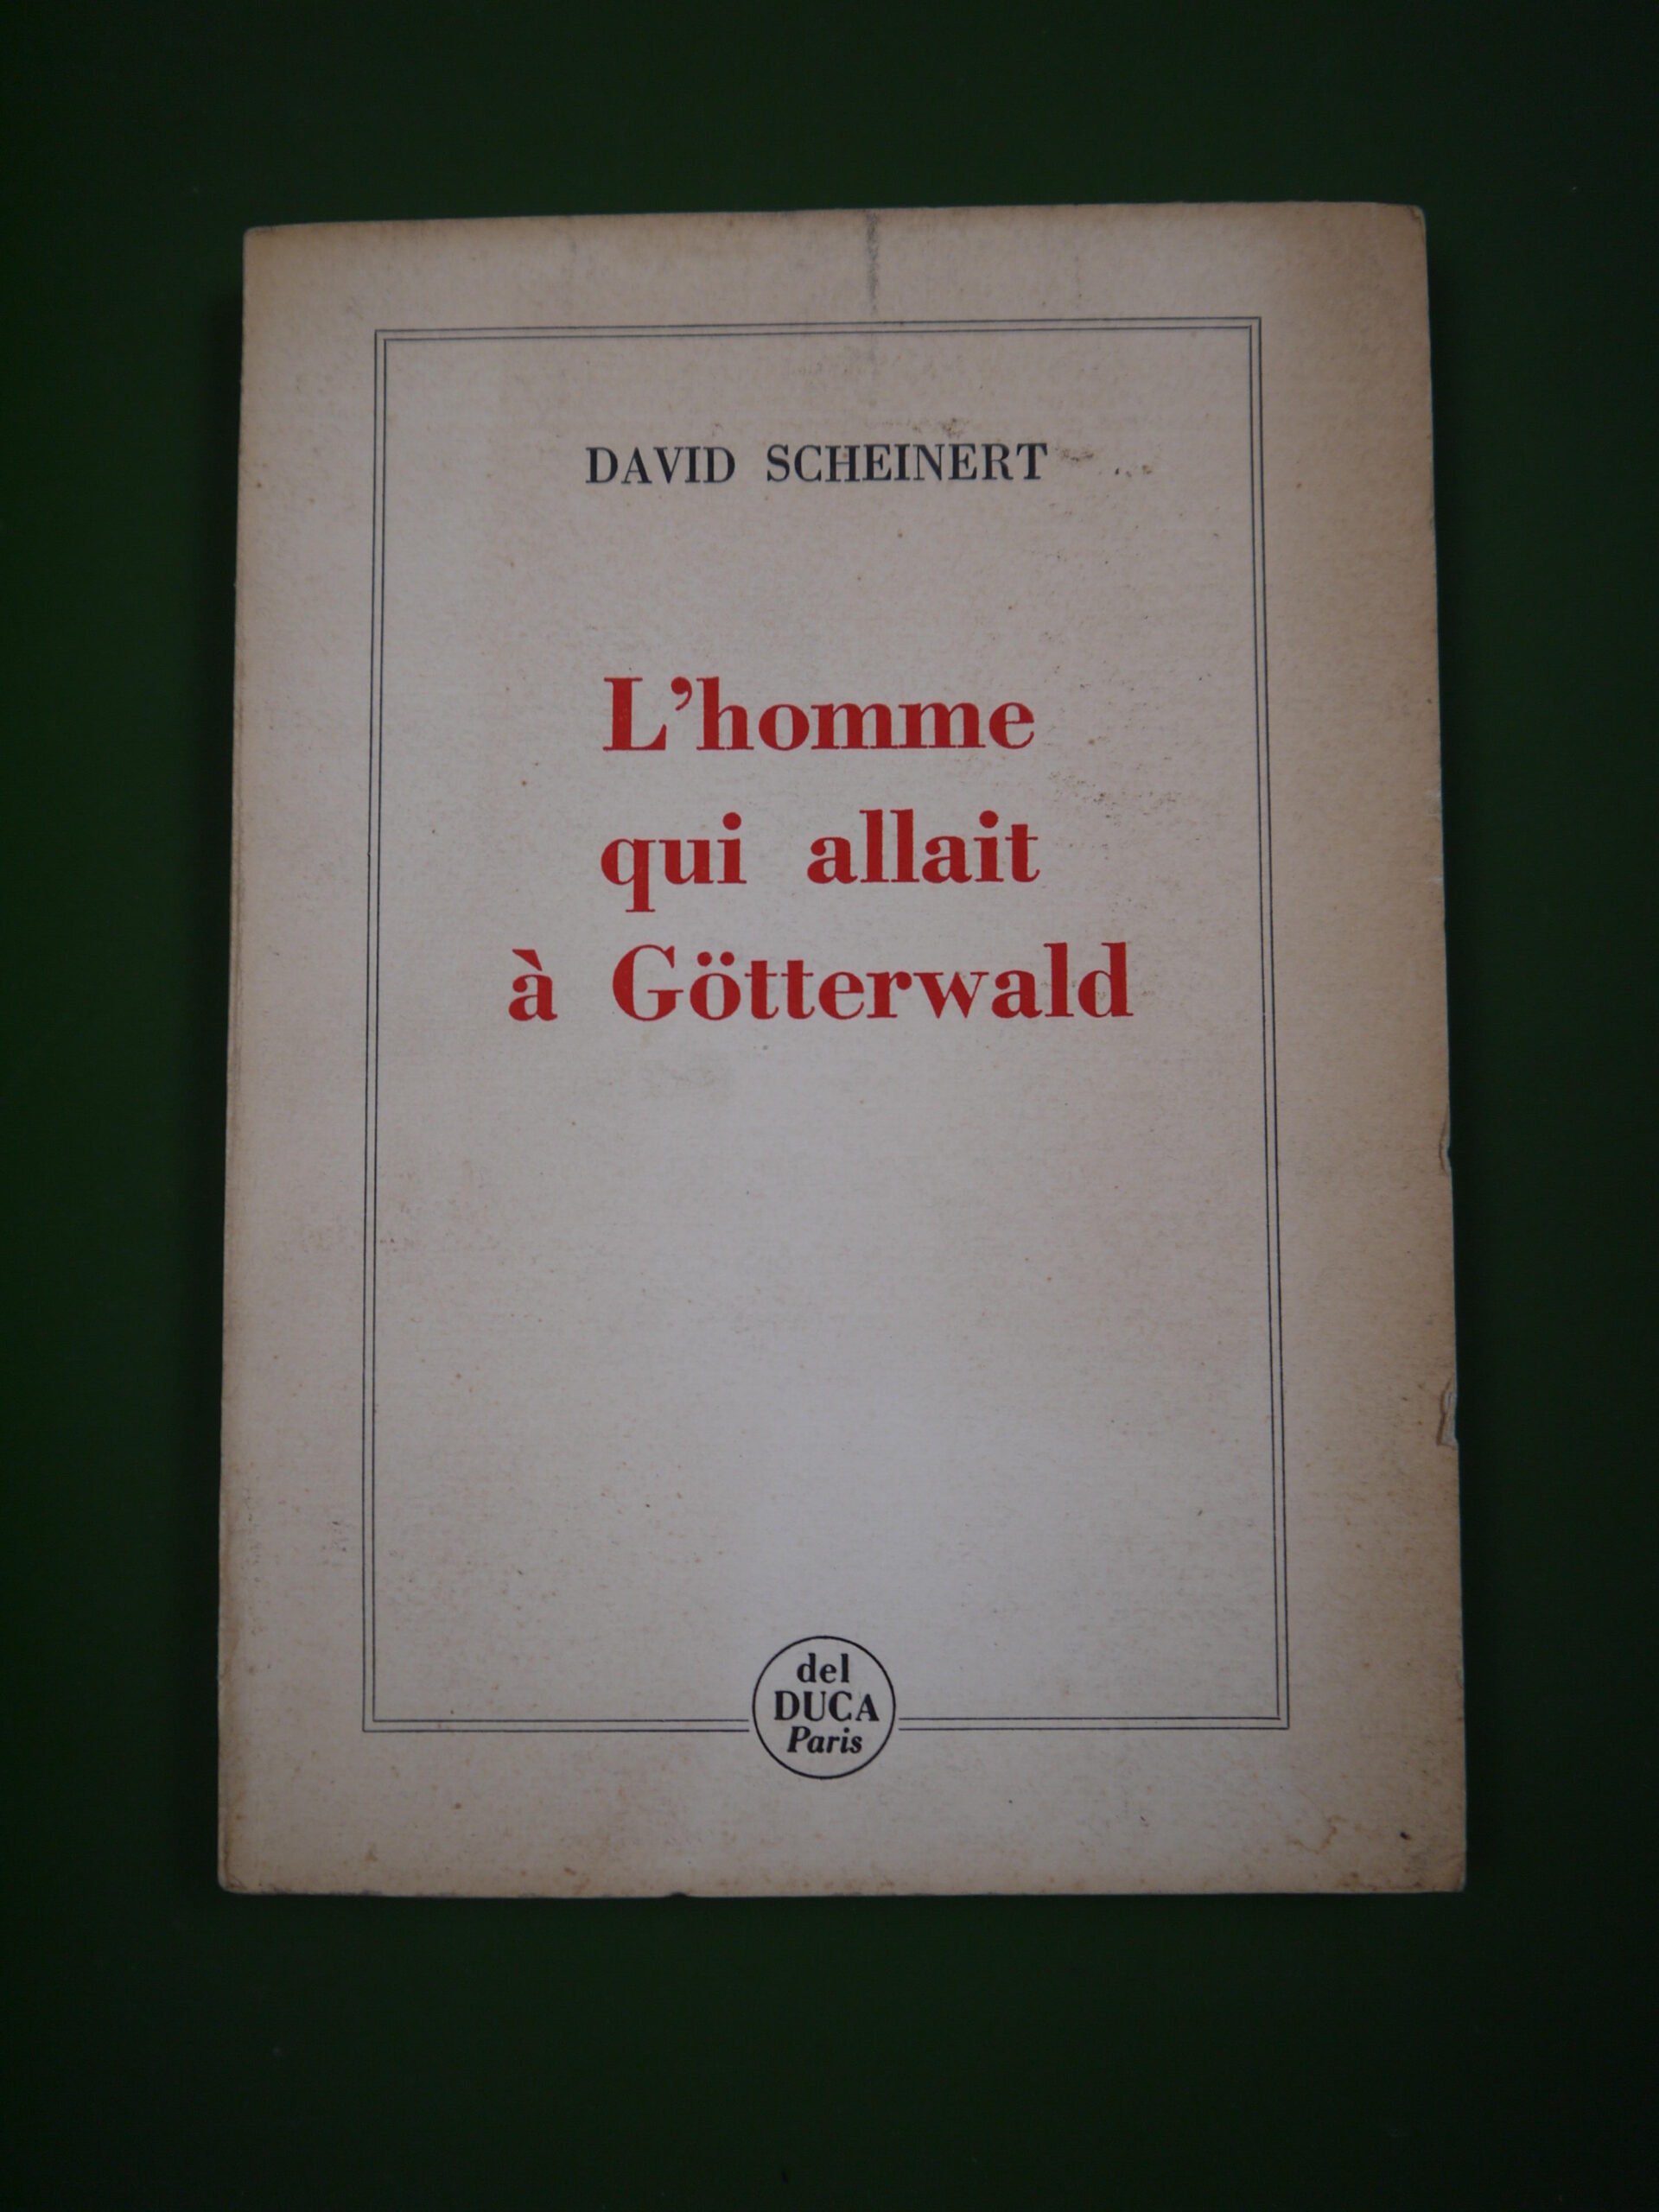 DAVID SCHEINERT
L'homme
qui allait
à Götterwald
del
DUCA
Paris